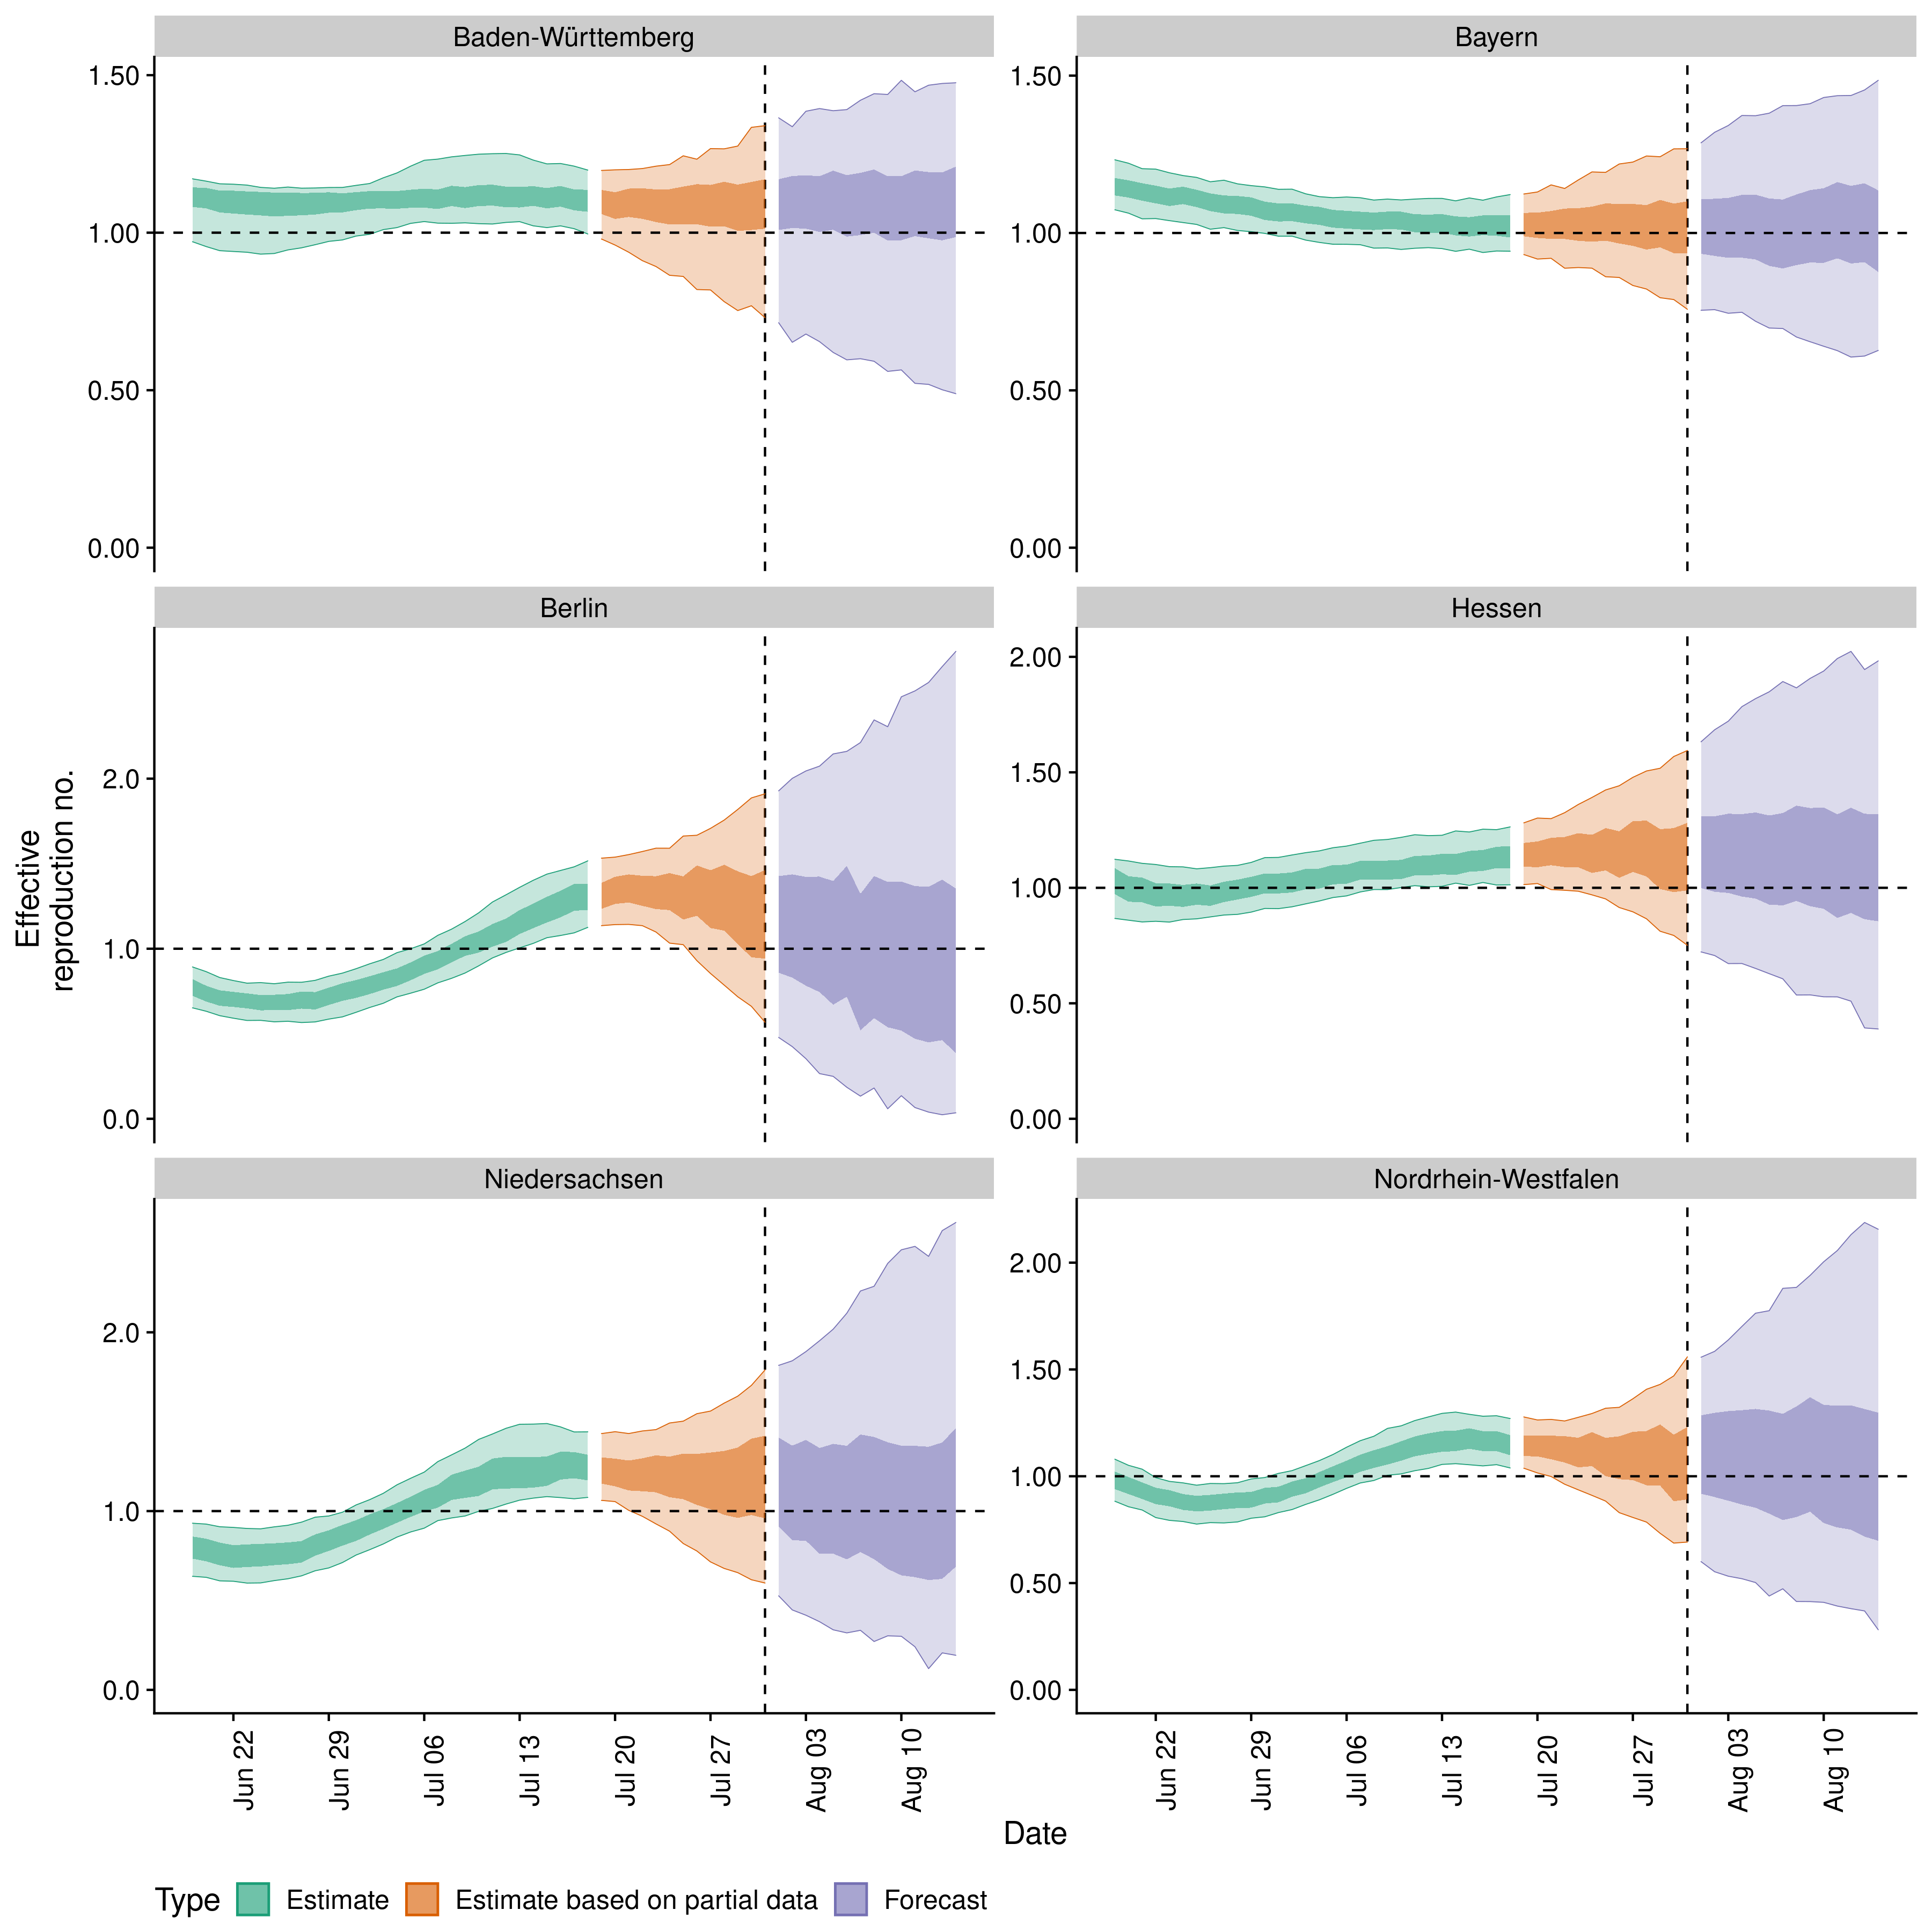 Baden-Württemberg
Bayern
1.50
1.00
0.50
0.00
1.50
1.00
0.50
0.00
Berlin
Hessen
2.0
1.0
0.0
2.00
1.50
1.00
0.50
0.00
Effective
reproduction no.
Niedersachsen
Nordrhein-Westfalen
2.0
1.0
0.0
2.00
1.50
1.00
0.50
0.00
Jun 22
Jun 29
Jul 06
Jul 13
Jul 20
Jul 27
Aug 03
Aug 10
Jun 22
Jun 29
Jul 06
Jul 13
Jul 20
Jul 27
Aug 03
Aug 10
Date
Type Estimate Estimate based on partial data Forecast